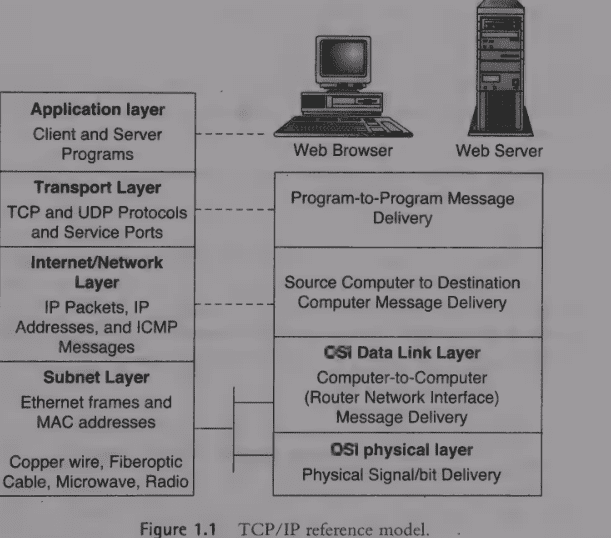 Application layer
Client and Server
Programs
Web Browser
Web Server
Transport Layer
TCP and UDP Protocols
and Service Ports
Program-to-Program Message
Delivery
Internet/Network
Layer
IP Packets, IP
Addresses, and ICMP
Messages
Source Computer to Destination
Computer Message Delivery
Subnet Layer
Ethernet frames and
MAC addresses
Copper wire, Fiberoptic
Cable, Microwave, Radio
OSI Data Link Layer
Computer-to-Computer
(Router Network Interface)
Message Delivery
OSI physical layer
Physical Signal/bit Delivery
Figure 1.1 TCP/IP reference model.